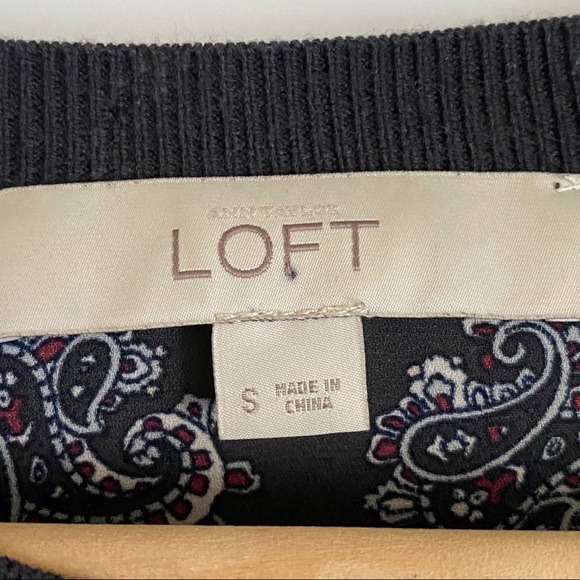 ANN TAYLOR
LOFT
S
MADE IN
CHINA